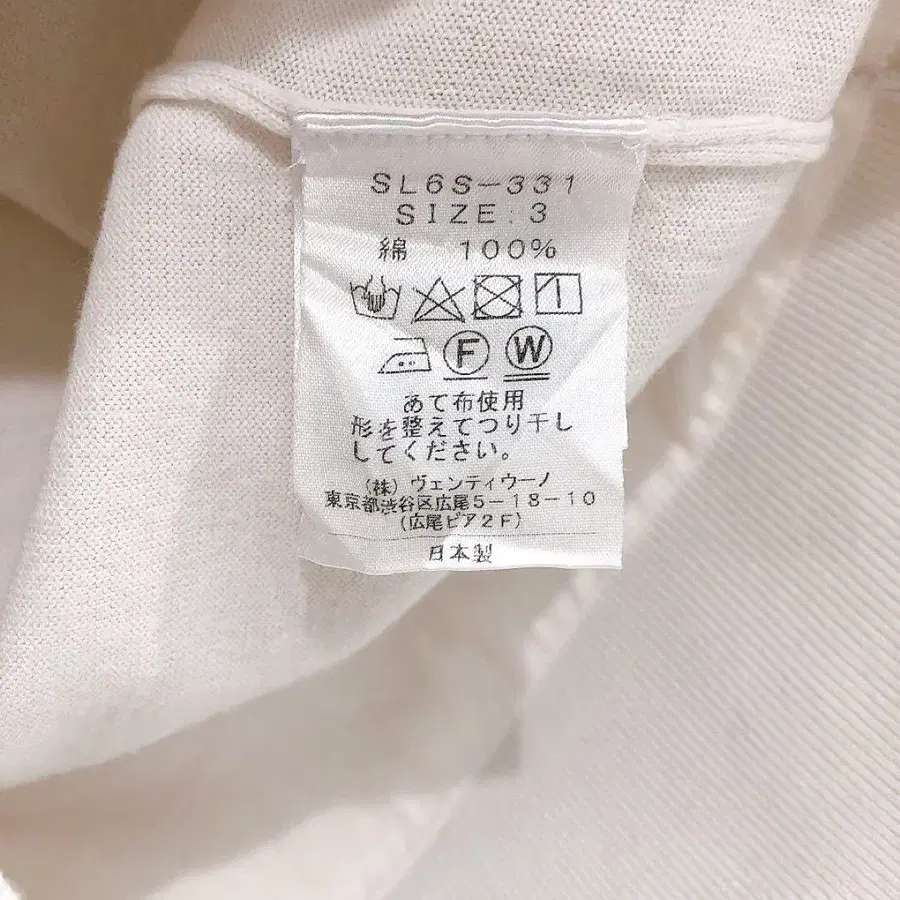 SL6S-331
SIZE:3
綿 100%
F W
あて布使用
形を整えてつり干し
してください。
(株)ヴェンティウーノ
東京都渋谷区広尾5-18-10
(広尾ピア2F)
日本製